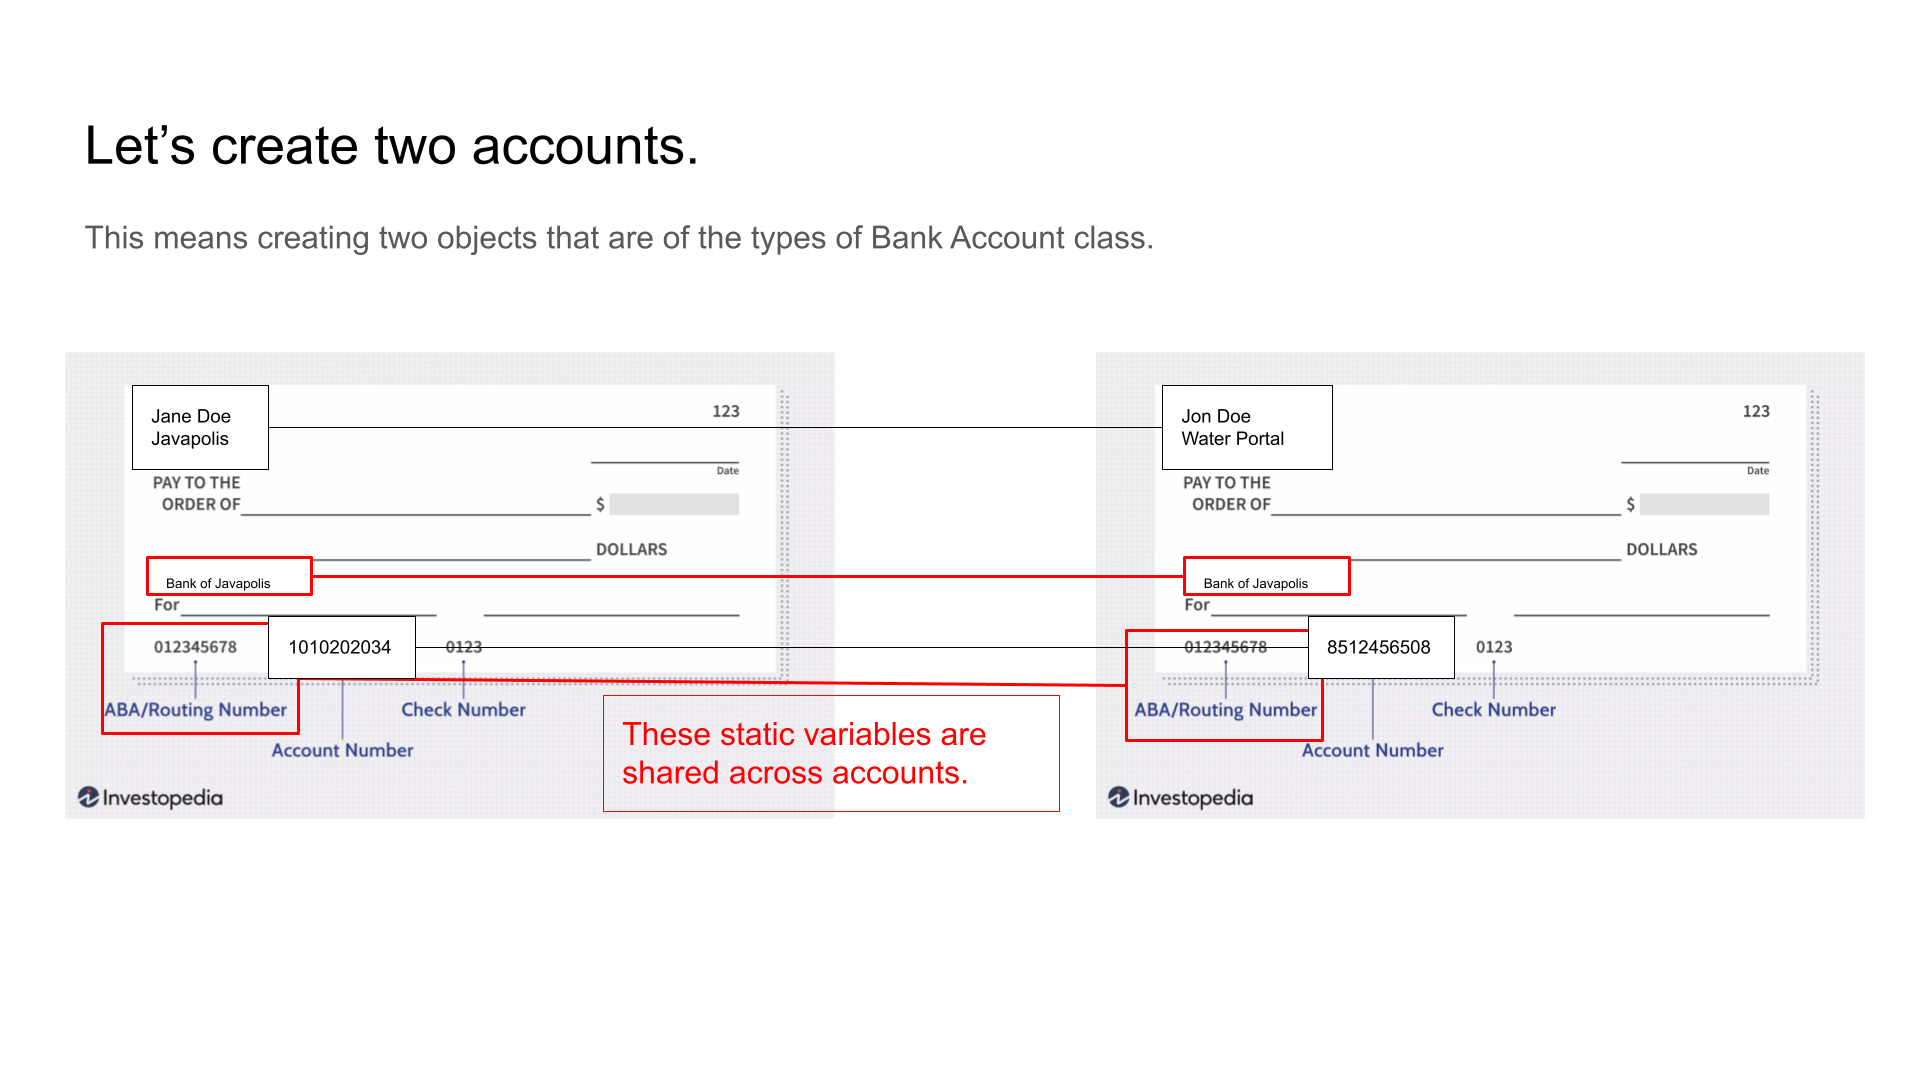 Let’s create two accounts.
This means creating two objects that are of the types of Bank Account class.
Jane Doe
Javapolis
123
Date
PAY TO THE
ORDER OF
$
DOLLARS
Bank of Javapolis
For
012345678
1010202034
0123
ABA/Routing Number
Check Number
Account Number
Investopedia
These static variables are
shared across accounts.
Jon Doe
Water Portal
123
Date
PAY TO THE
ORDER OF
$
DOLLARS
Bank of Javapolis
For
012345678
8512456508
0123
ABA/Routing Number
Check Number
Account Number
Investopedia